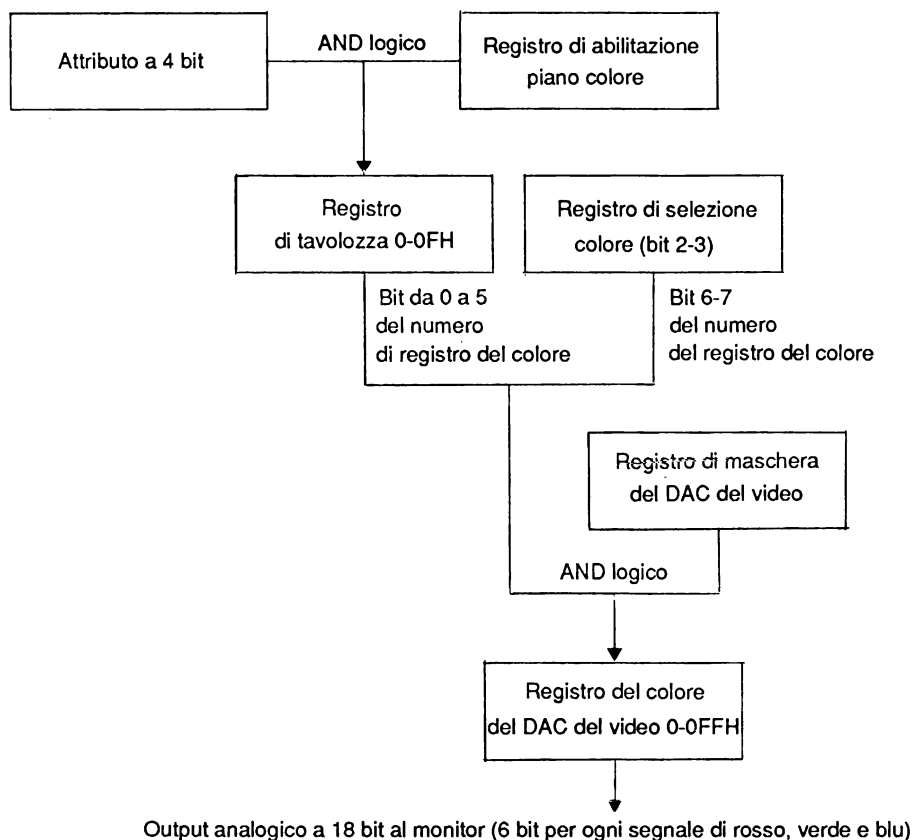 Attributo a 4 bit
AND logico
Registro di abilitazione
piano colore
Registro
di tavolozza 0-0FH
Registro di selezione
colore (bit 2-3)
Bit da 0 a 5
del numero
di registro del colore
Bit 6-7
del numero
del registro del colore
Registro di maschera
del DAC del video
AND logico
Registro del colore
del DAC del video 0-0FFH
Output analogico a 18 bit al monitor (6 bit per ogni segnale di rosso, verde e blu)